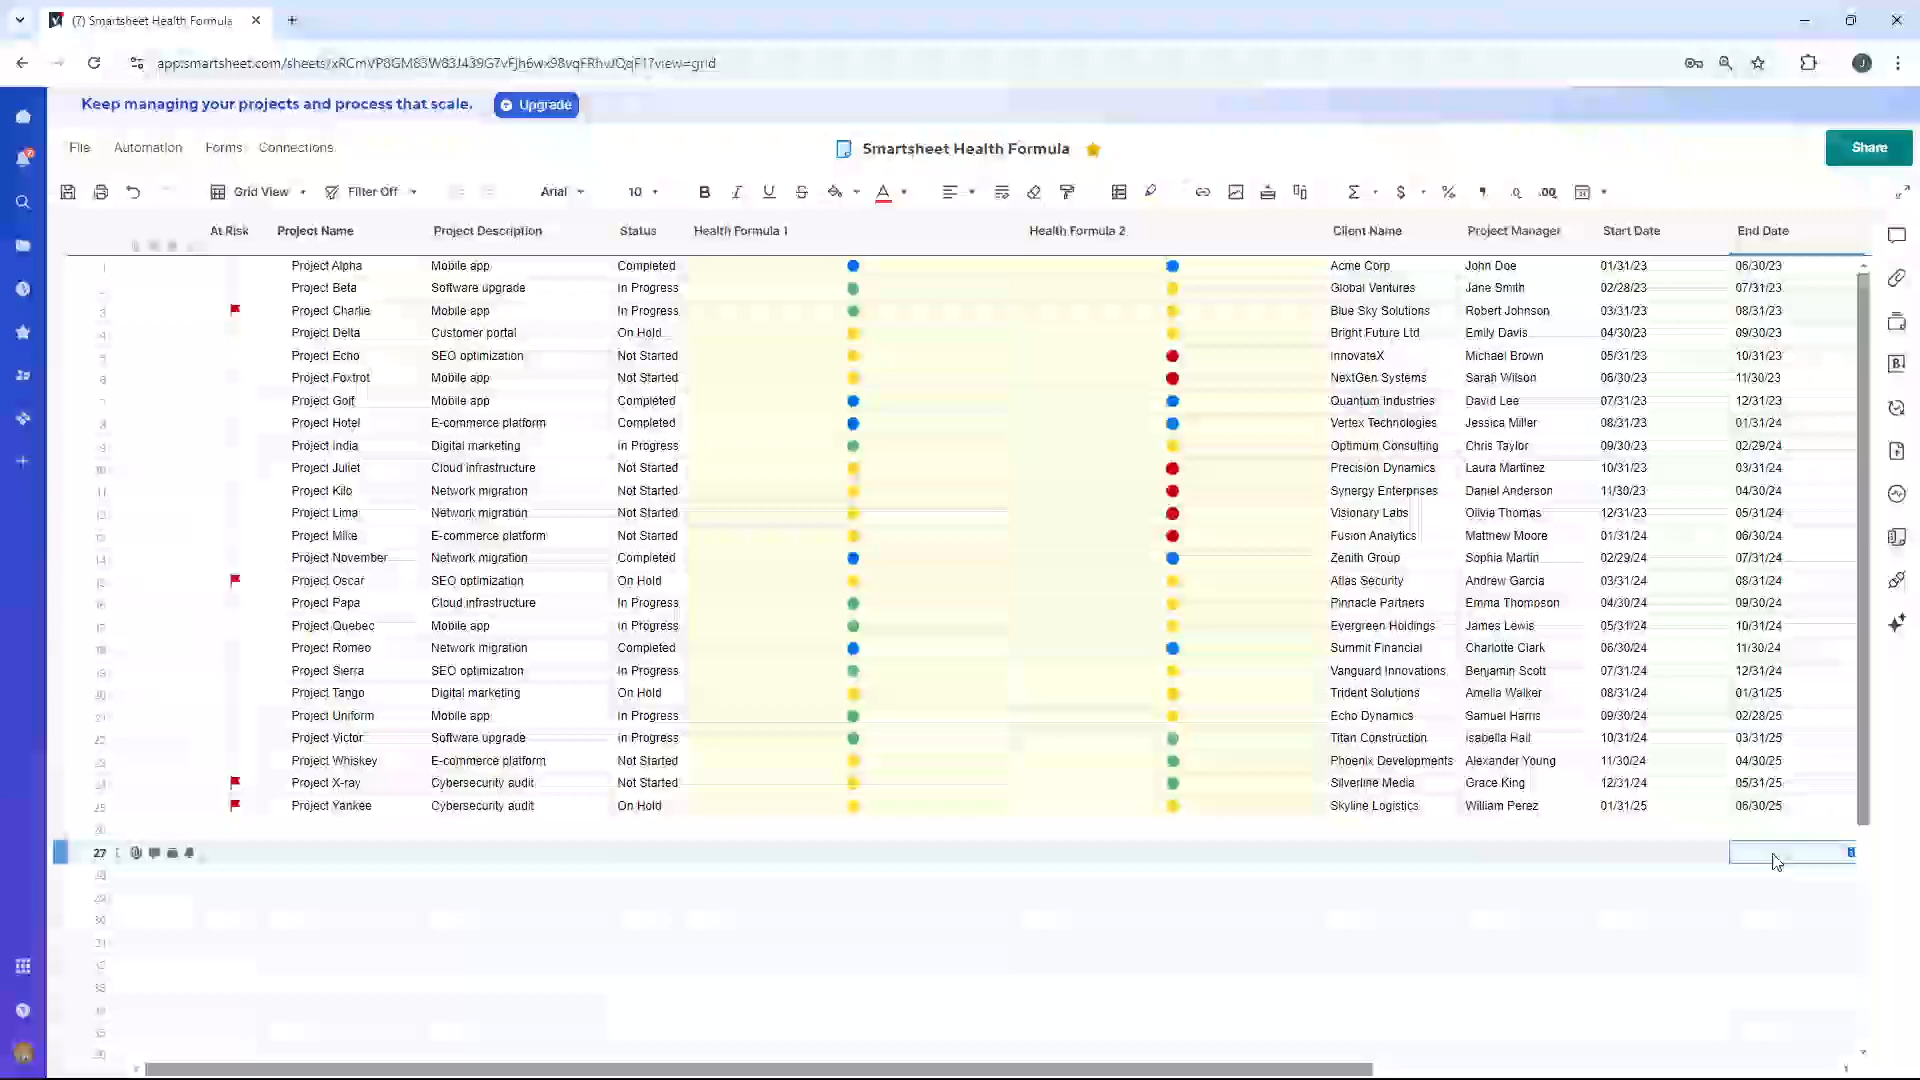 (7) Smartsheet Health Formula
Keep managing your projects and process that scale. Upgrade
File Automation Forms Connections Smartsheet Health Formula Share
Grid View Filter Off Arial 10
At Risk Project Name Project Description Status Health Formula 1 Health Formula 2 Client Name Project Manager Start Date End Date
1 Project Alpha Mobile app Completed Acme Corp John Doe 01/31/23 06/30/23
Project Beta Software upgrade In Progress Global Ventures Jane Smith 02/28/23 07/31/23
3 Project Charlie Mobile app In Progress Blue Sky Solutions Robert Johnson 03/31/23 08/31/23
4 Project Delta Customer portal On Hold Bright Future Ltd Emily Davis 04/30/23 09/30/23
5 Project Echo SEO optimization Not Started InnovateX Michael Brown 05/31/23 10/31/23
6 Project Foxtrot Mobile app Not Started NextGen Systems Sarah Wilson 06/30/23 11/30/23
Project Golf Mobile app Completed Quantum Industries David Lee 07/31/23 12/31/23
8 Project Hotel E-commerce platform Completed Vertex Technologies Jessica Miller 08/31/23 01/31/24
9 Project India Digital marketing In Progress Optimum Consulting Chris Taylor 09/30/23 02/29/24
10 Project Juliet Cloud infrastructure Not Started Precision Dynamics Laura Martinez 10/31/23 03/31/24
11 Project Kilo Network migration Not Started Synergy Enterprises Daniel Anderson 11/30/23 04/30/24
Project Lima Network migration Not Started Visionary Labs Olivia Thomas 12/31/23 05/31/24
Project Mike E-commerce platform Not Started Fusion Analytics Matthew Moore 01/31/24 06/30/24
14 Project November Network migration Completed Zenith Group Sophia Martin 02/29/24 07/31/24
Project Oscar SEO optimization On Hold Atlas Security Andrew Garcia 03/31/24 08/31/24
Project Papa Cloud infrastructure In Progress Pinnacle Partners Emma Thompson 04/30/24 09/30/24
Project Quebec Mobile app In Progress Evergreen Holdings James Lewis 05/31/24 10/31/24
Project Romeo Network migration Completed Summit Financial Charlotte Clark 06/30/24 11/30/24
Project Sierra SEO optimization In Progress Vanguard Innovations Benjamin Scott 07/31/24 12/31/24
Project Tango Digital marketing On Hold Trident Solutions Amelia Walker 08/31/24 01/31/25
Project Uniform Mobile app In Progress Echo Dynamics Samuel Harris 09/30/24 02/28/25
Project Victor Software upgrade In Progress Titan Construction Isabella Hall 10/31/24 03/31/25
23 Project Whiskey E-commerce platform Not Started Phoenix Developments Alexander Young 11/30/24 04/30/25
24 Project X-ray Cybersecurity audit Not Started Silverline Media Grace King 12/31/24 05/31/25
25 Project Yankee Cybersecurity audit On Hold Skyline Logistics William Perez 01/31/25 06/30/25
27